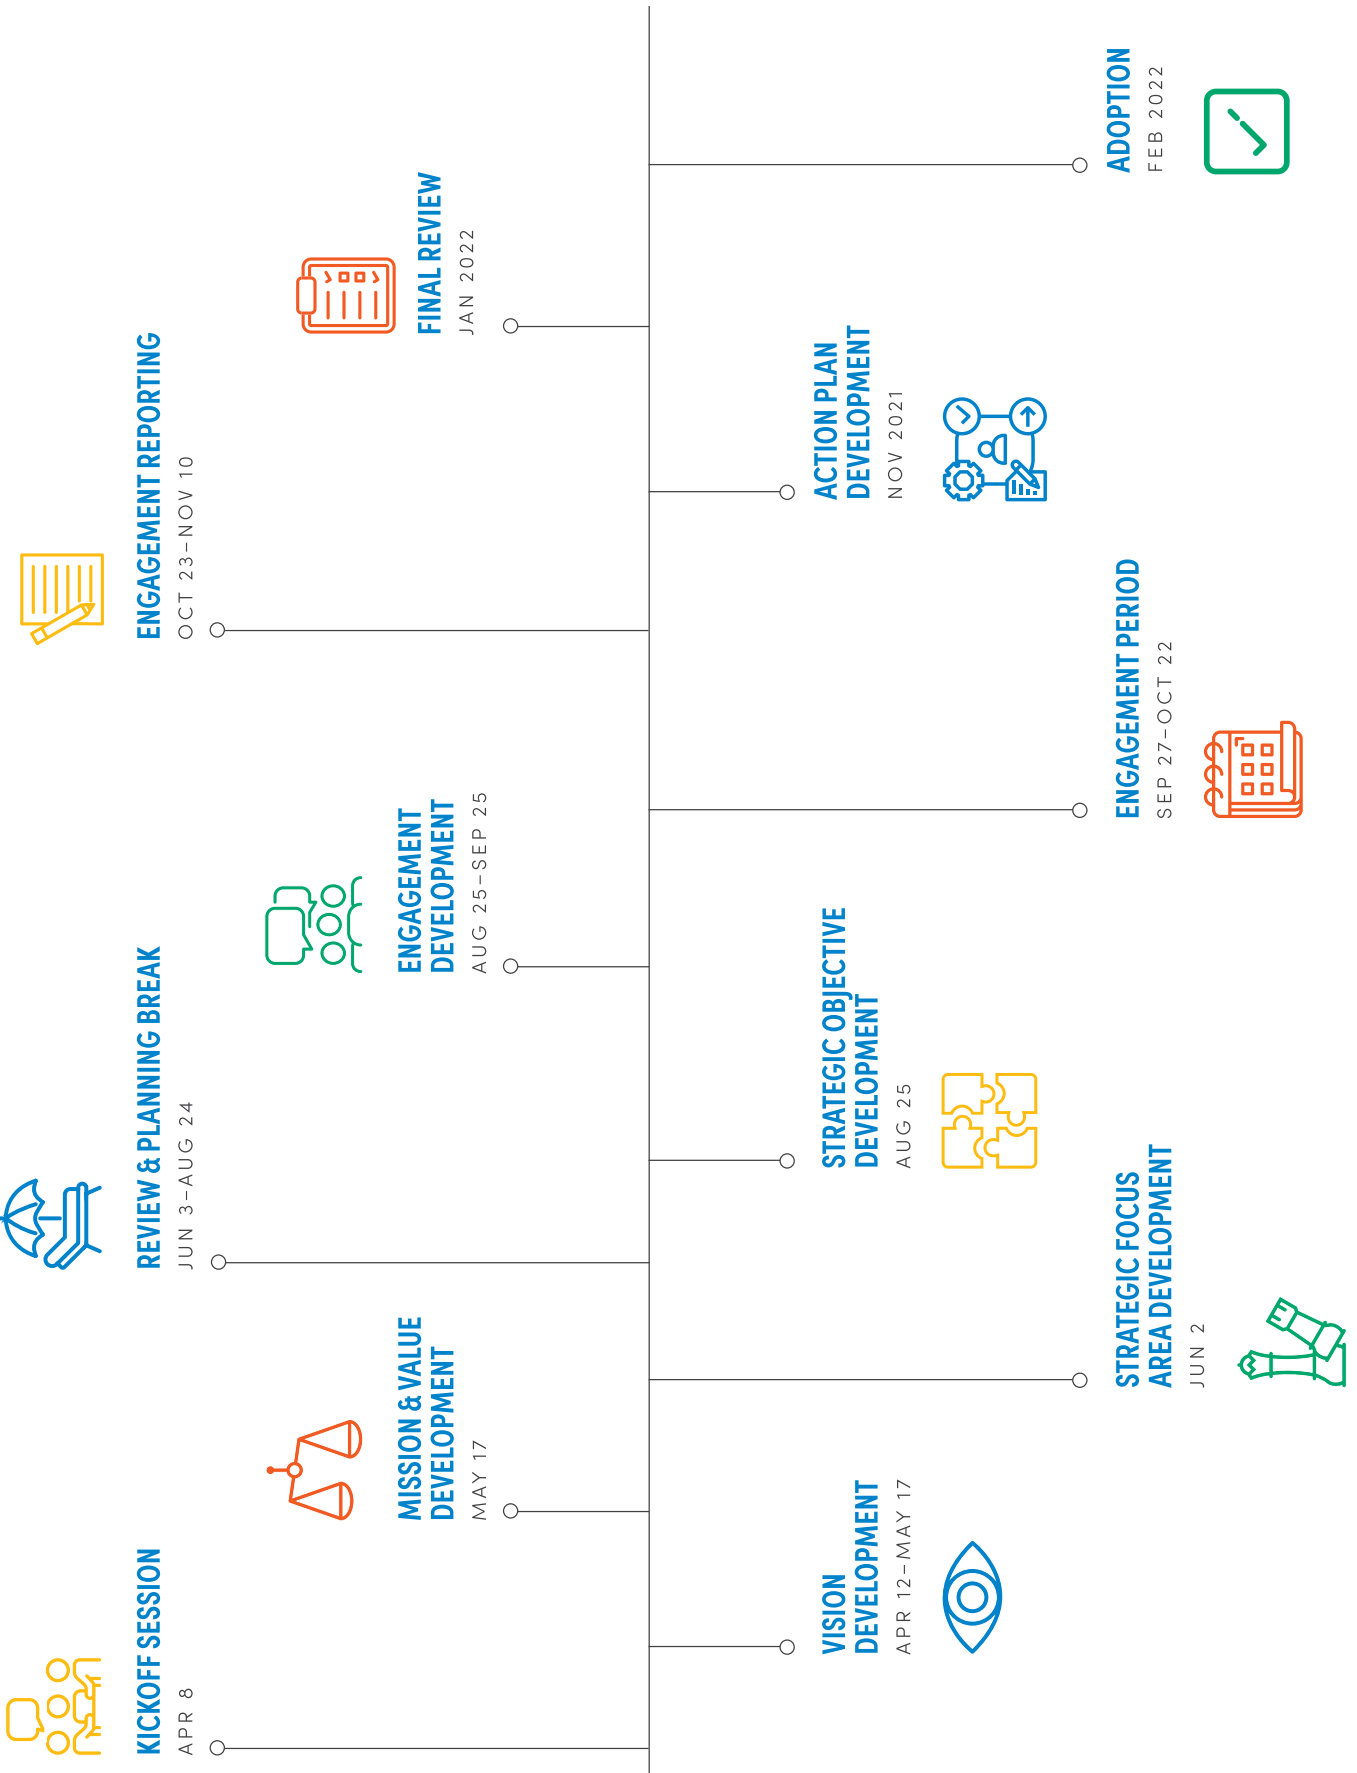 KICKOFF SESSION
APR 8
VISION
DEVELOPMENT
APR 12–MAY 17
MISSION & VALUE
DEVELOPMENT
MAY 17
STRATEGIC FOCUS
AREA DEVELOPMENT
JUN 2
REVIEW & PLANNING BREAK
JUN 3–AUG 24
STRATEGIC OBJECTIVE
DEVELOPMENT
AUG 25
ENGAGEMENT
DEVELOPMENT
AUG 25–SEP 25
ENGAGEMENT PERIOD
SEP 27–OCT 22
ENGAGEMENT REPORTING
OCT 23–NOV 10
ACTION PLAN
DEVELOPMENT
NOV 2021
FINAL REVIEW
JAN 2022
ADOPTION
FEB 2022